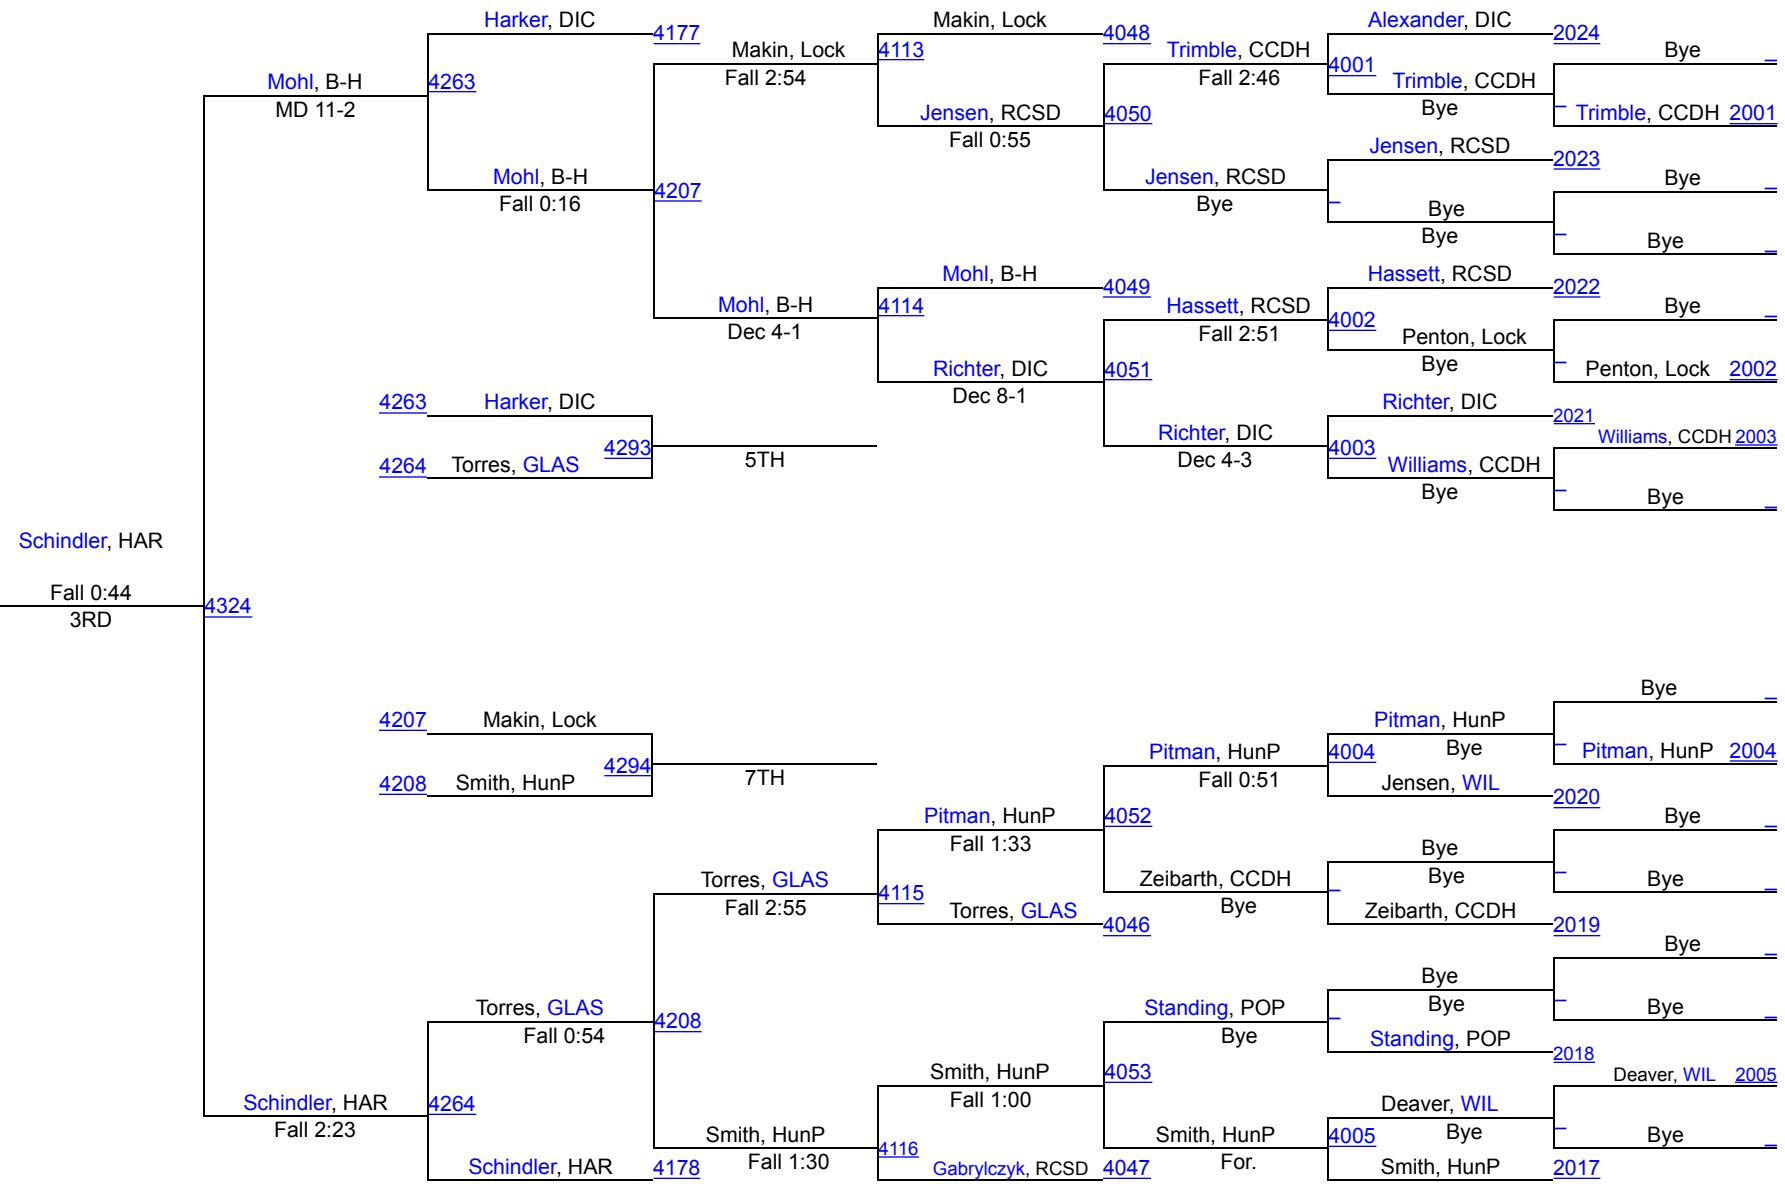 Harker, DIC
4177
Makin, Lock
4048
Alexander, DIC
2024
Makin, Lock
Fall 2:54
4113
Trimble, CCDH
Fall 2:46
4001
Bye
Mohl, B-H
MD 11-2
4263
Trimble, CCDH
Bye
Trimble, CCDH 2001
Jensen, RCSD
Fall 0:55
4050
Jensen, RCSD
2023
Mohl, B-H
Fall 0:16
4207
Jensen, RCSD
Bye
Bye
Bye
Bye
Bye
Mohl, B-H
4049
Hassett, RCSD
2022
Mohl, B-H
Dec 4-1
4114
Hassett, RCSD
Fall 2:51
4002
Bye
Penton, Lock
Bye
Penton, Lock 2002
Richter, DIC
Dec 8-1
4051
4263 Harker, DIC
Richter, DIC
2021
4293
5TH
Richter, DIC
Dec 4-3
4003
Williams, CCDH 2003
4264 Torres, GLAS
Williams, CCDH
Bye
Bye
Schindler, HAR
Fall 0:44
3RD
4324
Bye
4207 Makin, Lock
Pitman, HunP
Bye
4294
7TH
Pitman, HunP
Fall 0:51
4004
Pitman, HunP 2004
4208 Smith, HunP
Jensen, WIL
2020
Pitman, HunP
Fall 1:33
4052
Bye
Bye
Bye
Torres, GLAS
Fall 2:55
4115
Zeibarth, CCDH
Bye
Bye
Torres, GLAS
4046
Zeibarth, CCDH
2019
Bye
Bye
Bye
Torres, GLAS
Fall 0:54
4208
Standing, POP
Bye
Bye
Standing, POP
2018
Smith, HunP
Fall 1:00
4053
Deaver, WIL 2005
Schindler, HAR
Fall 2:23
4264
Deaver, WIL
Bye
Smith, HunP
Fall 1:30
4116
Smith, HunP
For.
4005
Bye
Schindler, HAR
4178
Gabrylczyk, RCSD 4047
Smith, HunP
2017